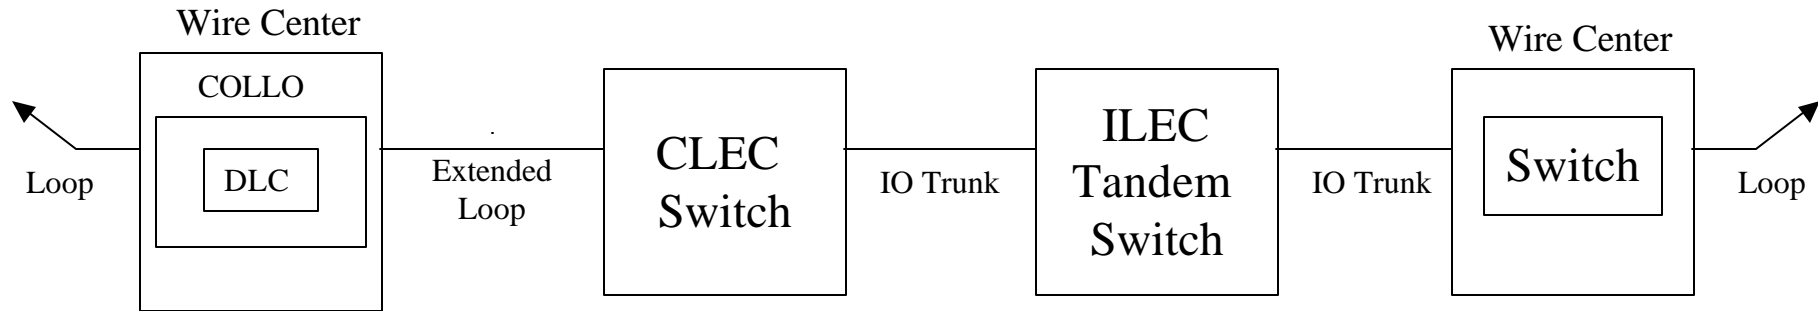 Wire Center
COLLO
DLC
Loop
Extended
Loop
CLEC
Switch
IO Trunk
ILEC
Tandem
Switch
IO Trunk
Wire Center
Switch
Loop